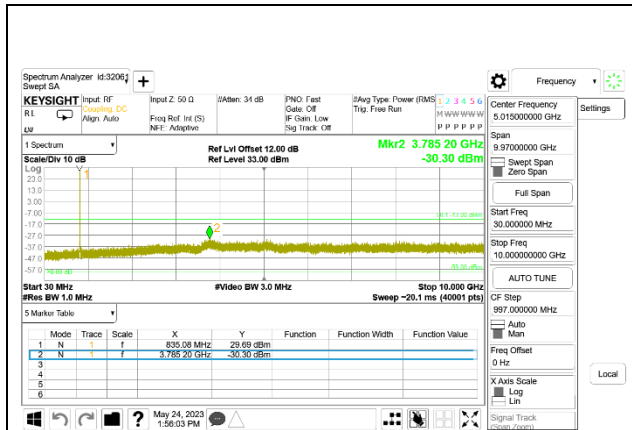 Spectrum Analyzer id:3206
Swept SA
Frequency
KEYSIGHT
RL
Input: RF
Coupling: DC
Align: Auto
Input Z: 50 Ω
Freq Ref: Int (S)
NFE: Adaptive
#Atten: 34 dB
PNO: Fast
Gate: Off
IF Gain: Low
Sig Track: Off
#Avg Type: Power (RMS
Trig: Free Run
1 2 3 4 5 6
M W W W W W
P P P P P P
1 Spectrum
Scale/Div 10 dB
Log
Ref Lvl Offset 12.00 dB
Ref Level 33.00 dBm
Mkr2 3.785 20 GHz
-30.30 dBm
23.0
13.0
3.00
-7.00
-17.0
-27.0
-37.0
-47.0
-57.0
1
2
Start 30 MHz
#Res BW 1.0 MHz
#Video BW 3.0 MHz
Stop 10.000 GHz
Sweep ~20.1 ms (40001 pts)
5 Marker Table
Mode Trace Scale X Y Function Function Width Function Value
1 N 1 f 835.08 MHz 29.69 dBm
2 N 1 f 3.785 20 GHz -30.30 dBm
3
4
5
6
May 24, 2023
1:56:03 PM
Center Frequency
5.015000000 GHz
Span
9.97000000 GHz
Swept Span
Zero Span
Full Span
Start Freq
30.000000 MHz
Stop Freq
10.00000000 GHz
AUTO TUNE
CF Step
997.000000 MHz
Auto
Man
Freq Offset
0 Hz
X Axis Scale
Log
Lin
Signal Track
(Span Zoom)
Settings
Local